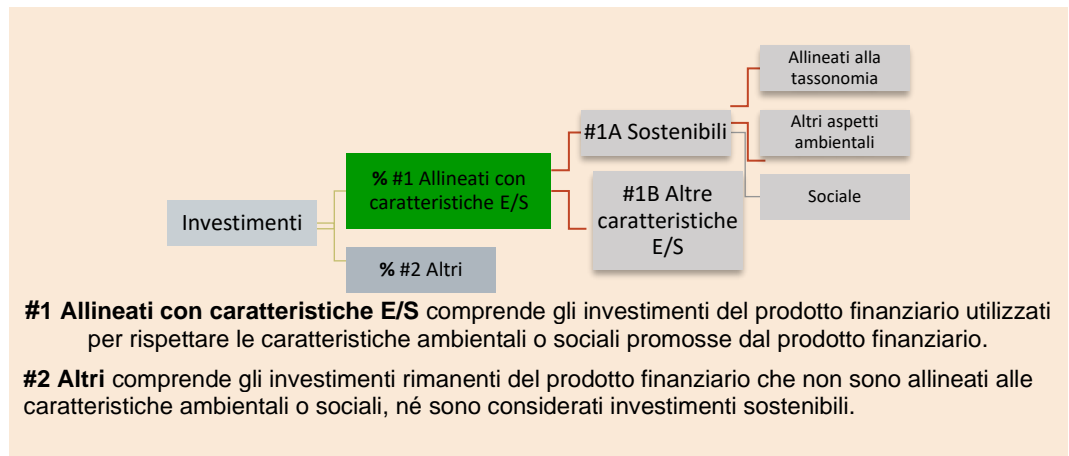 Investimenti
% #1 Allineati con
caratteristiche E/S
% #2 Altri
#1A Sostenibili
#1B Altre
caratteristiche
E/S
Allineati alla
tassonomia
Altri aspetti
ambientali
Sociale
#1 Allineati con caratteristiche E/S comprende gli investimenti del prodotto finanziario utilizzati
per rispettare le caratteristiche ambientali o sociali promosse dal prodotto finanziario.
#2 Altri comprende gli investimenti rimanenti del prodotto finanziario che non sono allineati alle
caratteristiche ambientali o sociali, né sono considerati investimenti sostenibili.